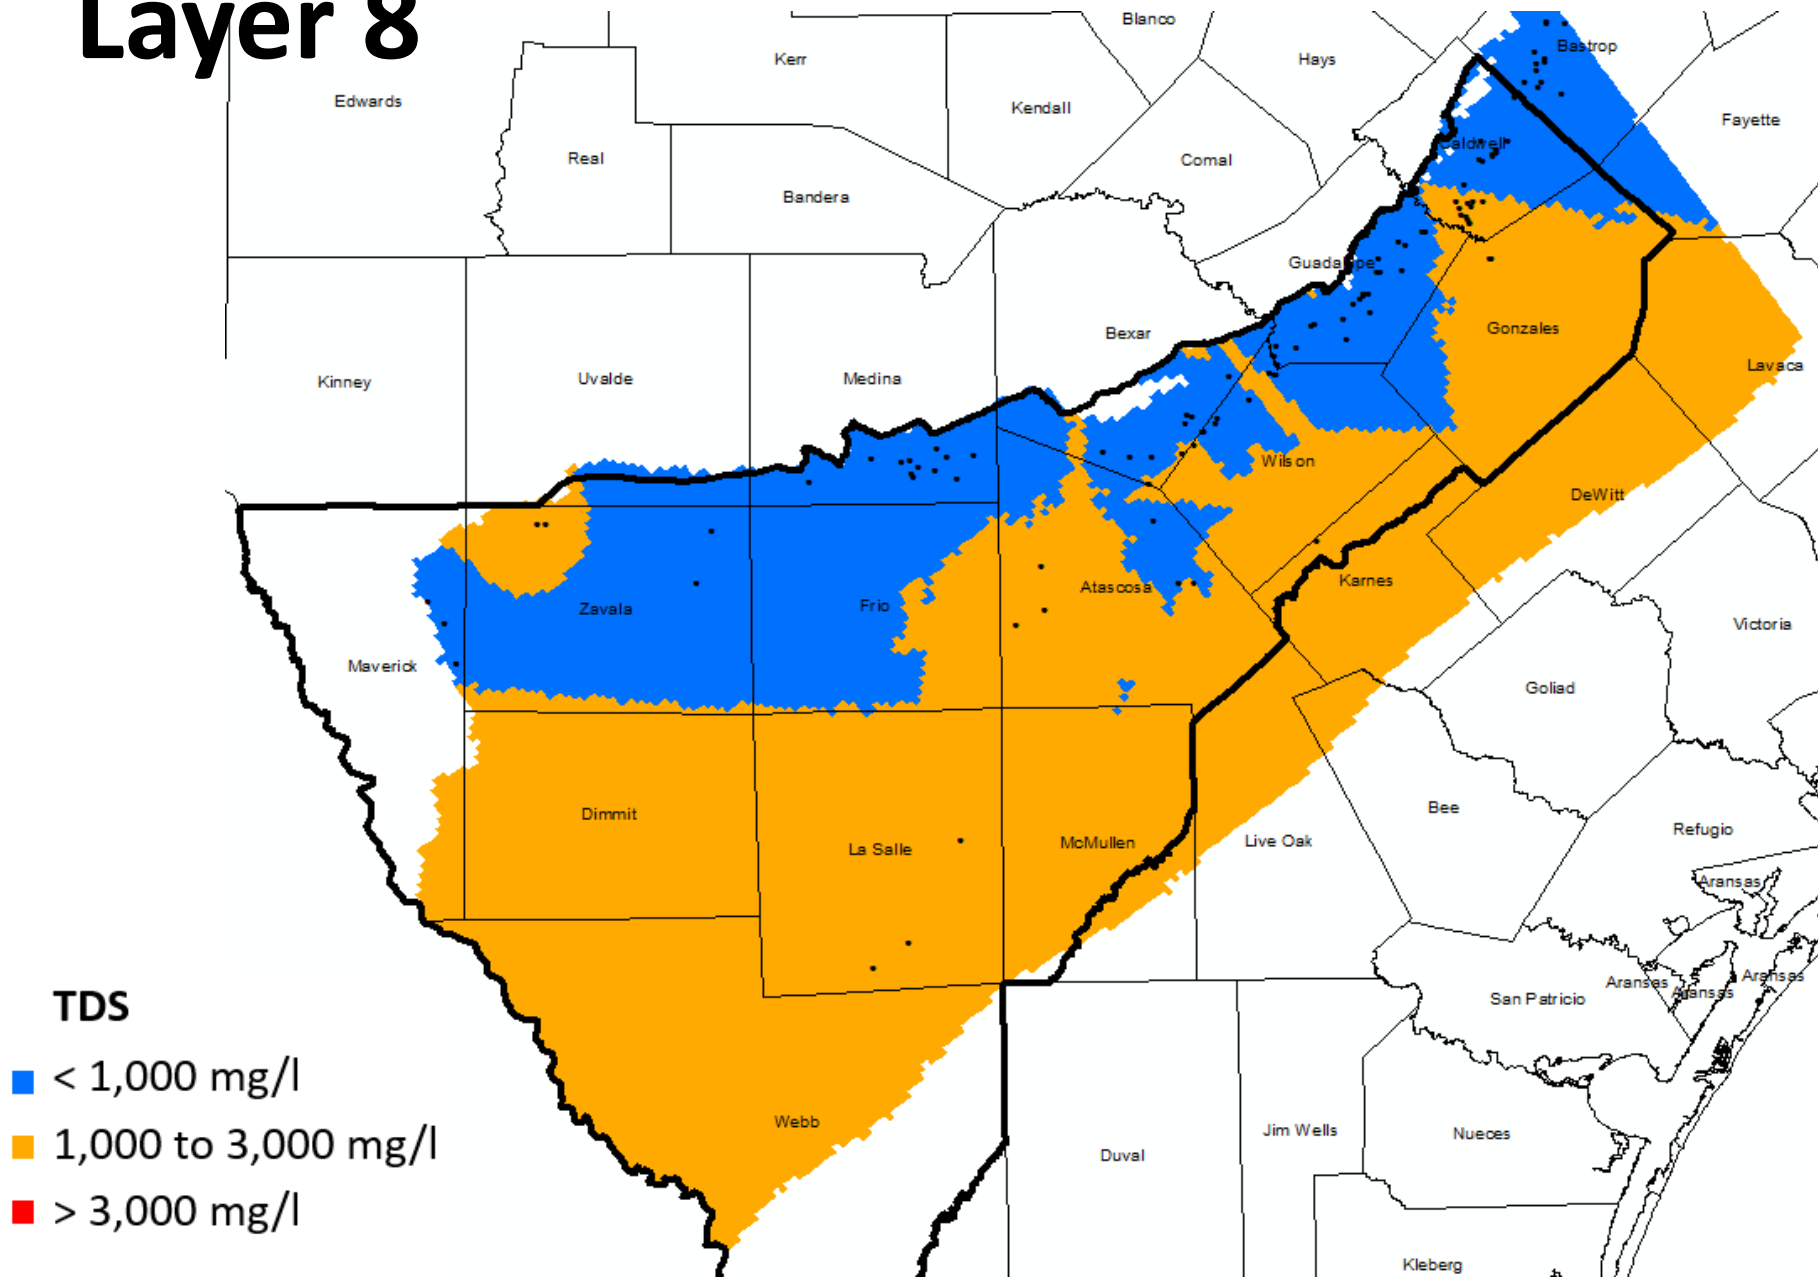 Layer 8
Blanco
Bastrop
Kerr
Hays
Edwards
Kendall
Fayette
Caldwell
Real
Comal
Bandera
Guadalupe
Gonzales
Bexar
Lavaca
Kinney
Uvalde
Medina
Wilson
DeWitt
Karnes
Atascosa
Zavala
Frio
Victoria
Maverick
Goliad
Bee
Dimmit
Refugio
La Salle
McMullen
Live Oak
Aransas
Aransas
Aransas
Aransas
San Patricio
TDS
< 1,000 mg/l
1,000 to 3,000 mg/l
> 3,000 mg/l
Webb
Jim Wells
Nueces
Duval
Kleberg